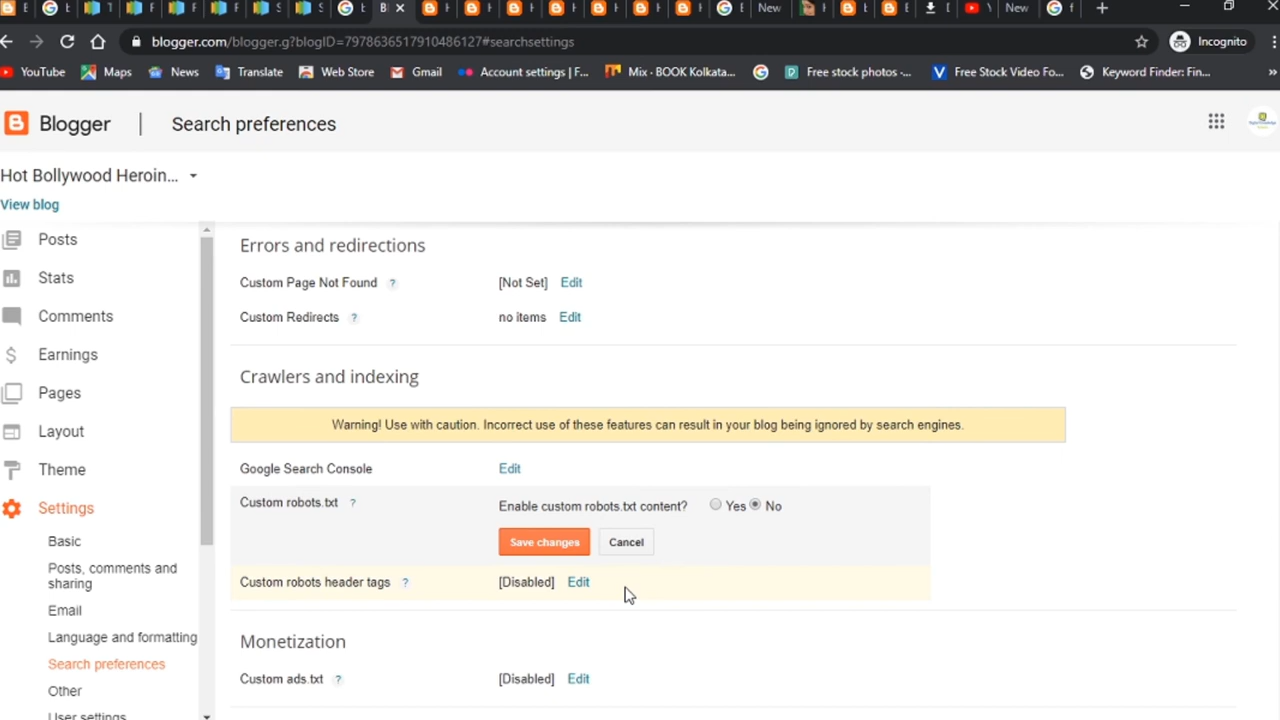 blogger.com/blogger.g?blogID=7978636517910486127#searchsettings
Incognito
YouTube Maps News Translate Web Store Gmail Account settings | F... Mix - BOOK Kolkata... Free stock photos -... Free Stock Video Fo... Keyword Finder: Fin... »
Blogger | Search preferences
Hot Bollywood Heroin...
View blog
Posts
Stats
Comments
Earnings
Pages
Layout
Theme
Settings
Basic
Posts, comments and
sharing
Email
Language and formatting
Search preferences
Other
User settings
Errors and redirections
Custom Page Not Found ? [Not Set] Edit
Custom Redirects ? no items Edit
Crawlers and indexing
Warning! Use with caution. Incorrect use of these features can result in your blog being ignored by search engines.
Google Search Console Edit
Custom robots.txt ? Enable custom robots.txt content? Yes No
Save changes Cancel
Custom robots header tags ? [Disabled] Edit
Monetization
Custom ads.txt ? [Disabled] Edit